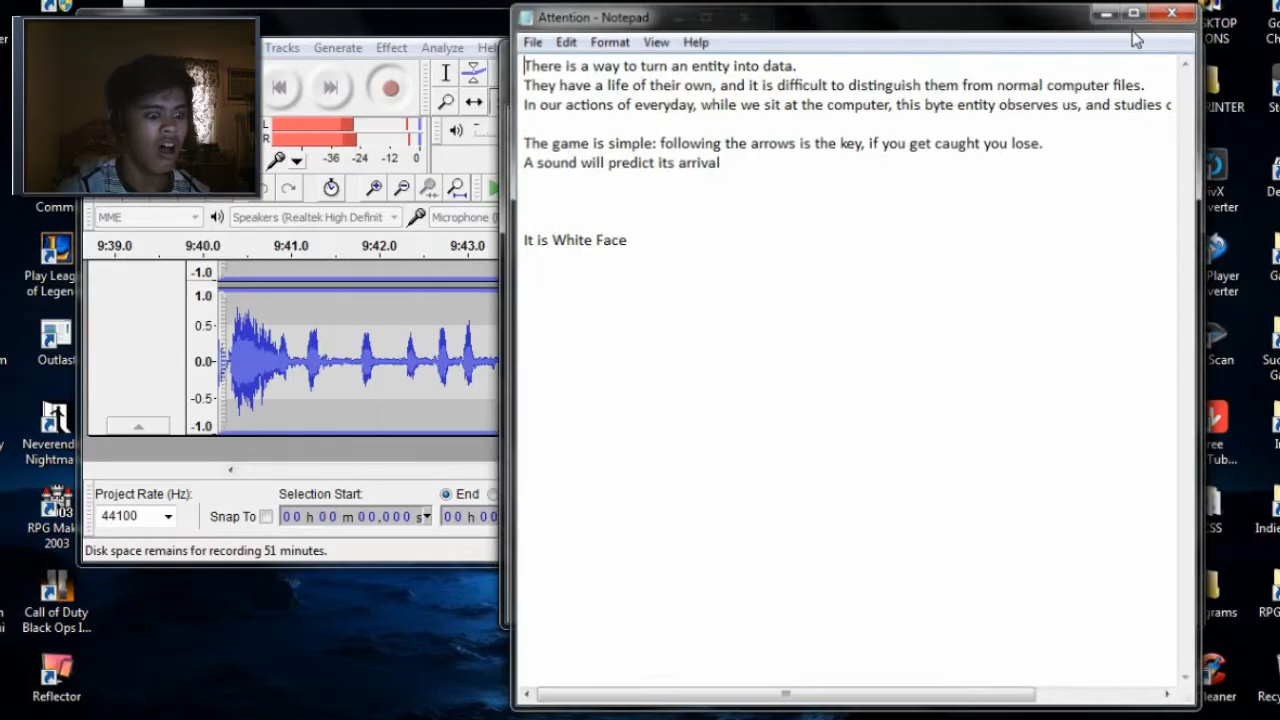 Attention - Notepad
File Edit Format View Help
There is a way to turn an entity into data.
They have a life of their own, and it is difficult to distinguish them from normal computer files.
In our actions of everyday, while we sit at the computer, this byte entity observes us, and studies
The game is simple: following the arrows is the key, if you get caught you lose.
A sound will predict its arrival
It is White Face
Tracks Generate Effect Analyze
L
R
-36 -24 -12 0
MME
Speakers (Realtek High Definit
Microphone
9:39.0 9:40.0 9:41.0 9:42.0 9:43.0
-1.0
1.0
0.5
0.0
-0.5
-1.0
Project Rate (Hz):
44100
Snap To
Selection Start:
End
00 h 00 m 00,000 s
00 h 00
Disk space remains for recording 51 minutes.
Play League
of Legend
Outlast
RPG
2003
Call of Duty
Black Ops I...
Reflector
Player
Scan